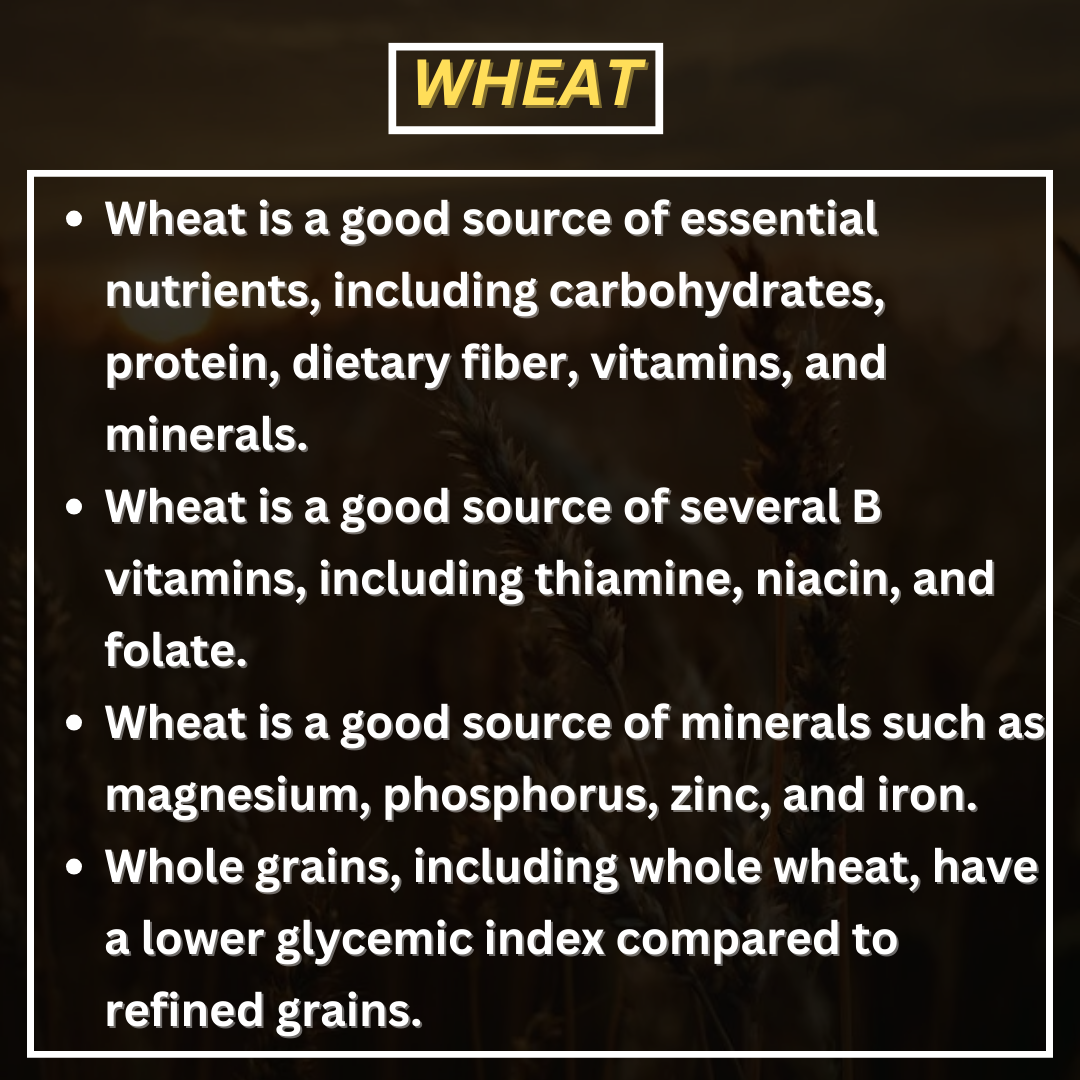 WHEAT
• Wheat is a good source of essential
nutrients, including carbohydrates,
protein, dietary fiber, vitamins, and
minerals.
• Wheat is a good source of several B
vitamins, including thiamine, niacin, and
folate.
• Wheat is a good source of minerals such as
magnesium, phosphorus, zinc, and iron.
• Whole grains, including whole wheat, have
a lower glycemic index compared to
refined grains.